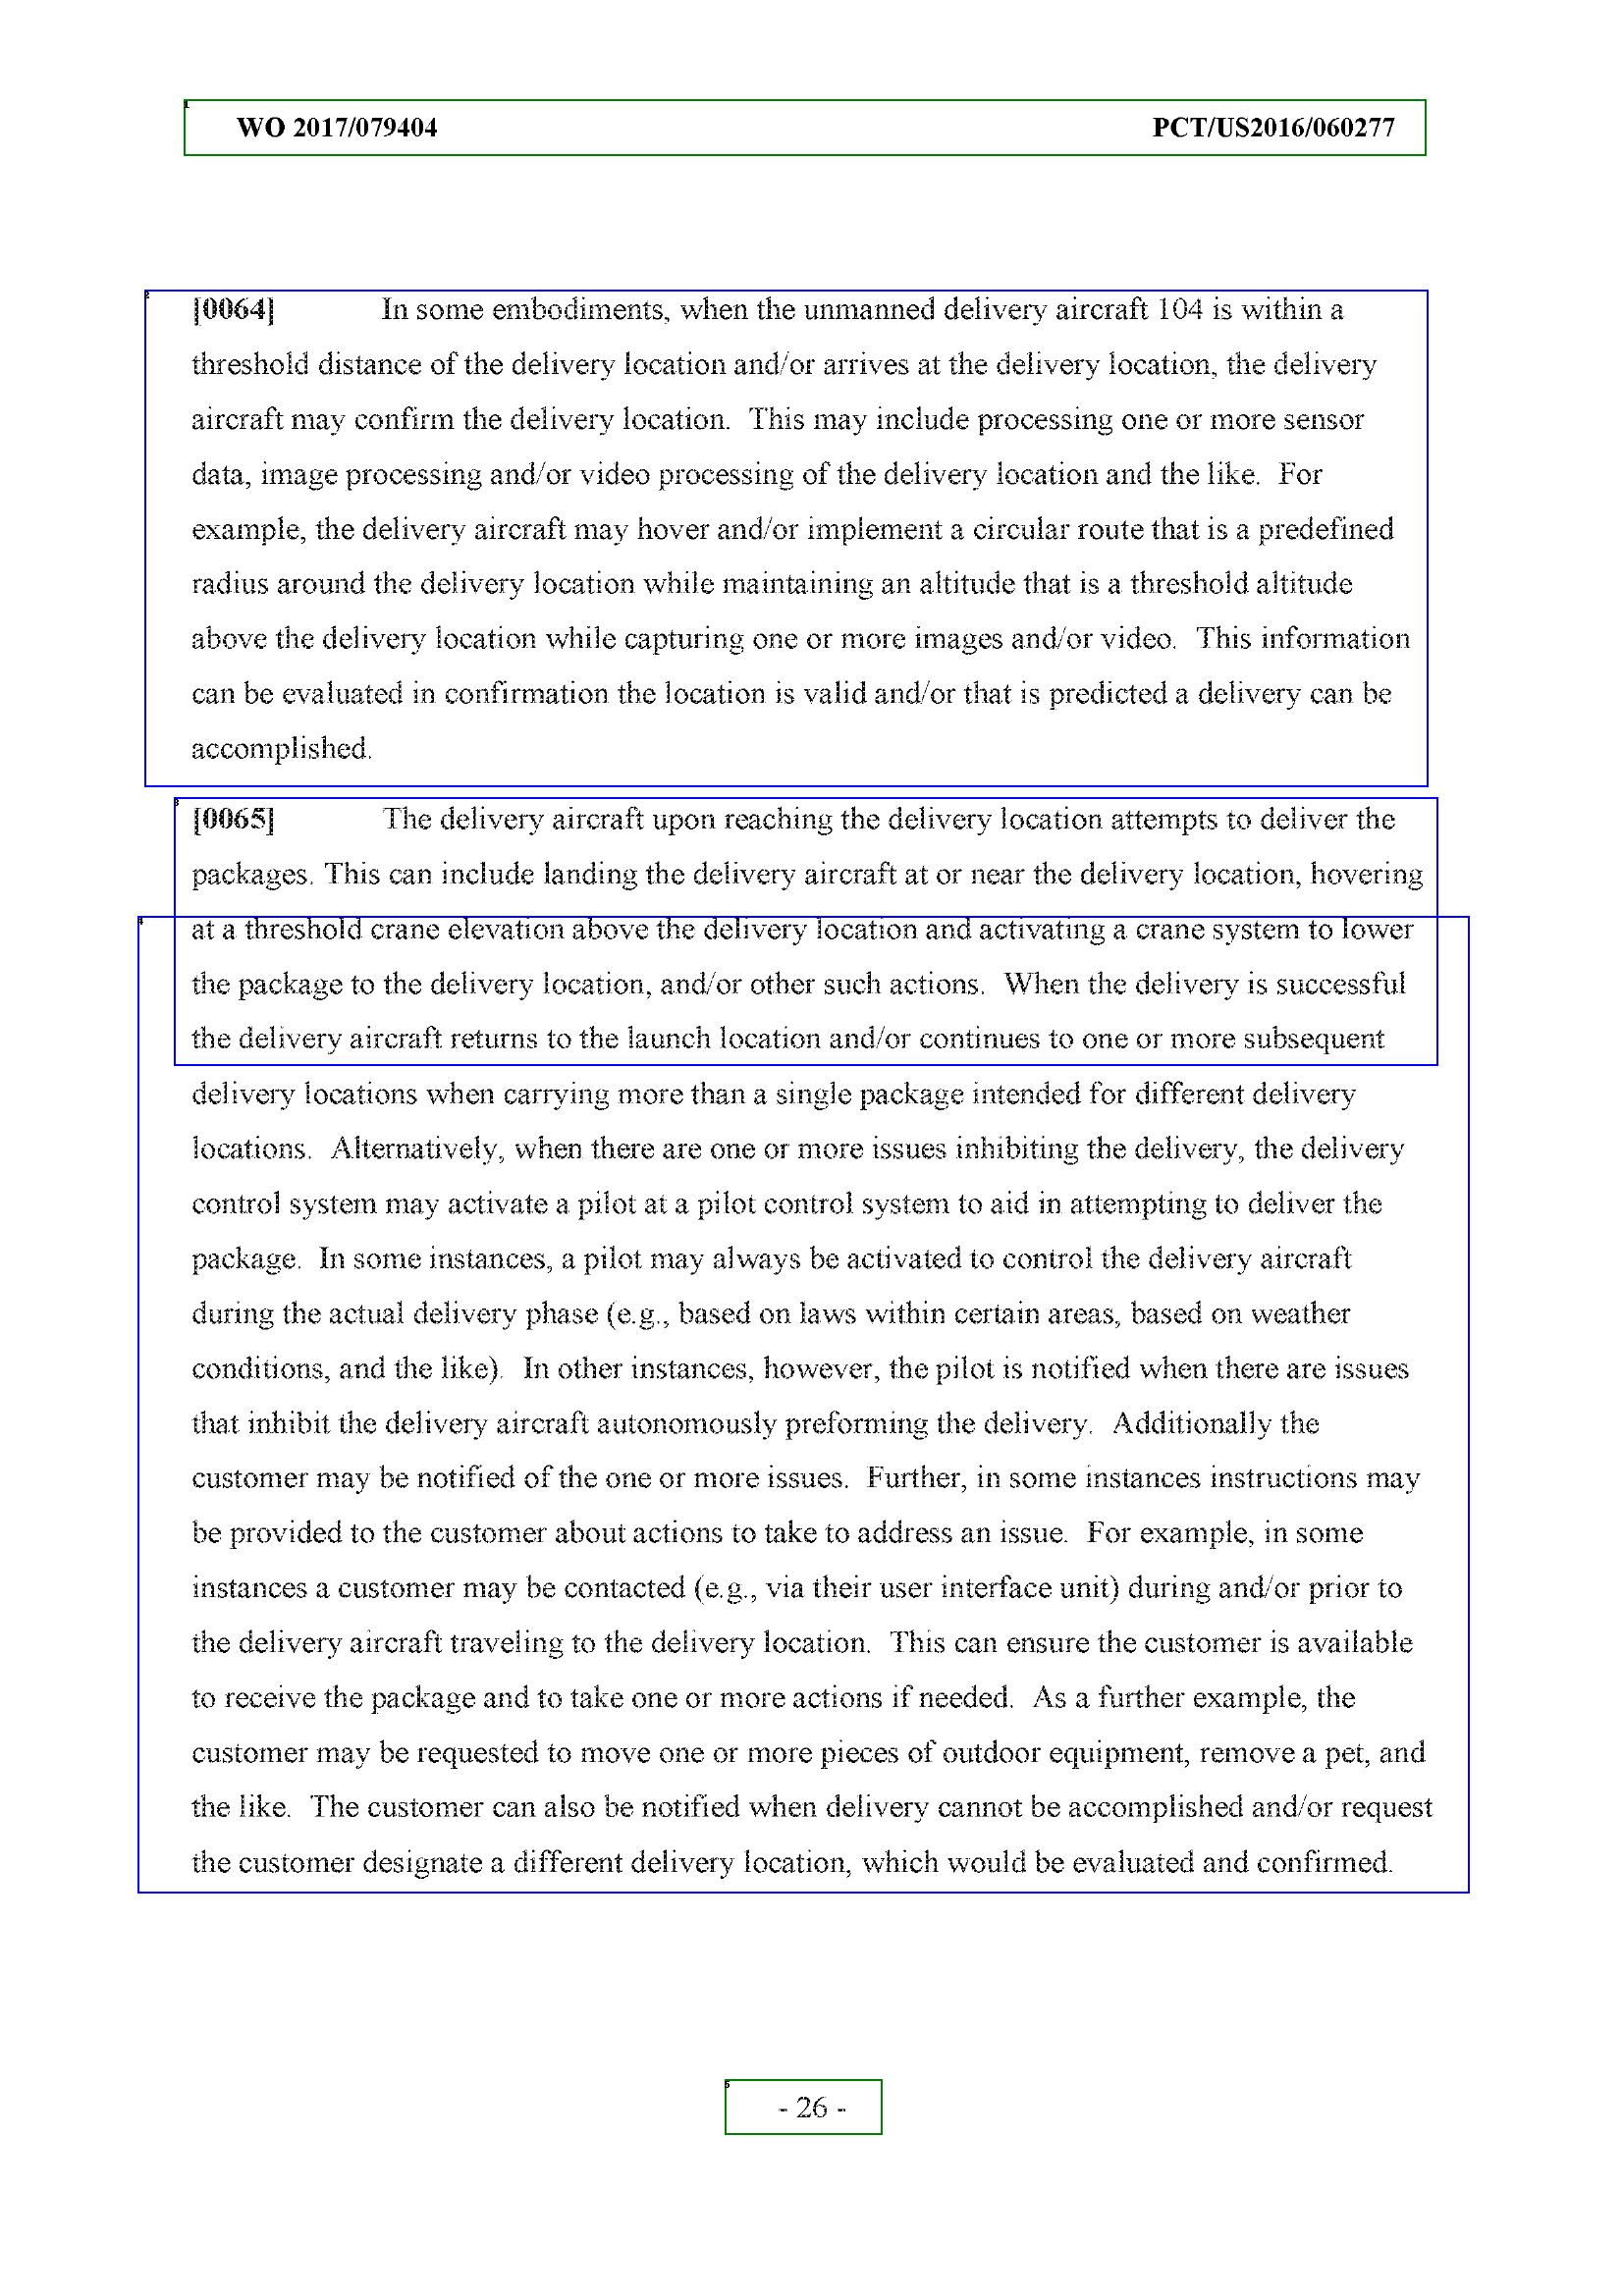 WO 2017/079404 PCT/US2016/060277
[0064] In some embodiments, when the unmanned delivery aircraft 104 is within a
threshold distance of the delivery location and/or arrives at the delivery location, the delivery
aircraft may confirm the delivery location. This may include processing one or more sensor
data, image processing and/or video processing of the delivery location and the like. For
example, the delivery aircraft may hover and/or implement a circular route that is a predefined
radius around the delivery location while maintaining an altitude that is a threshold altitude
above the delivery location while capturing one or more images and/or video. This information
can be evaluated in confirmation the location is valid and/or that is predicted a delivery can be
accomplished.
[0065] The delivery aircraft upon reaching the delivery location attempts to deliver the
packages. This can include landing the delivery aircraft at or near the delivery location, hovering
at a threshold crane elevation above the delivery location and activating a crane system to lower
the package to the delivery location, and/or other such actions. When the delivery is successful
the delivery aircraft returns to the launch location and/or continues to one or more subsequent
delivery locations when carrying more than a single package intended for different delivery
locations. Alternatively, when there are one or more issues inhibiting the delivery, the delivery
control system may activate a pilot at a pilot control system to aid in attempting to deliver the
package. In some instances, a pilot may always be activated to control the delivery aircraft
during the actual delivery phase (e.g., based on laws within certain areas, based on weather
conditions, and the like). In other instances, however, the pilot is notified when there are issues
that inhibit the delivery aircraft autonomously preforming the delivery. Additionally the
customer may be notified of the one or more issues. Further, in some instances instructions may
be provided to the customer about actions to take to address an issue. For example, in some
instances a customer may be contacted (e.g., via their user interface unit) during and/or prior to
the delivery aircraft traveling to the delivery location. This can ensure the customer is available
to receive the package and to take one or more actions if needed. As a further example, the
customer may be requested to move one or more pieces of outdoor equipment, remove a pet, and
the like. The customer can also be notified when delivery cannot be accomplished and/or request
the customer designate a different delivery location, which would be evaluated and confirmed.
- 26 -